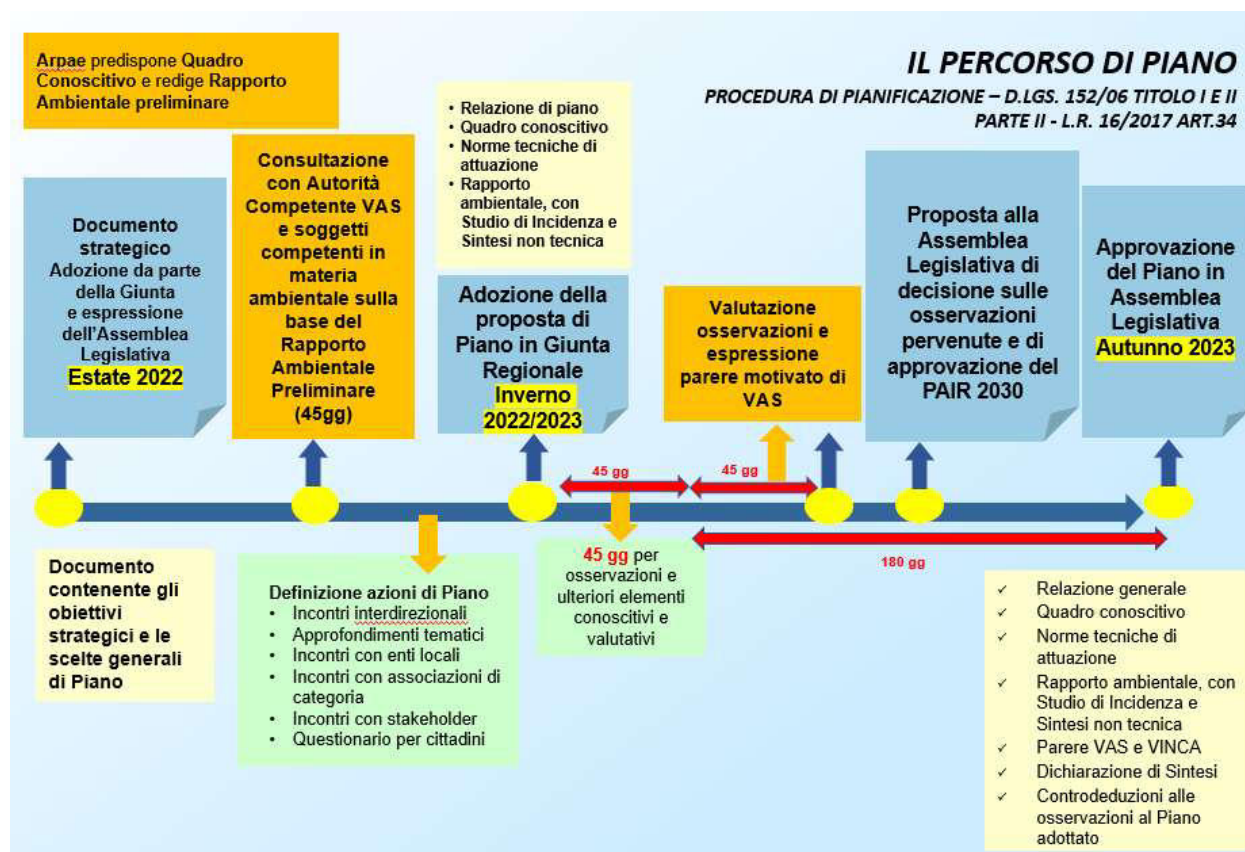 Arpae predispone Quadro
Conoscitivo e redige Rapporto
Ambientale preliminare
IL PERCORSO DI PIANO
PROCEDURA DI PIANIFICAZIONE – D.LGS. 152/06 TITOLO I E II
PARTE II - L.R. 16/2017 ART.34
Documento
strategico
Adozione da parte
della Giunta
e espressione
dell'Assemblea
Legislativa
Estate 2022
Consultazione
con Autorità
Competente VAS
e soggetti
competenti in
materia
ambientale sulla
base del
Rapporto
Ambientale
Preliminare
(45gg)
• Relazione di piano
• Quadro conoscitivo
• Norme tecniche di
attuazione
• Rapporto
ambientale, con
Studio di Incidenza e
Sintesi non tecnica
Adozione della
proposta di
Piano in Giunta
Regionale
Inverno
2022/2023
Valutazione
osservazioni e
espressione
parere motivato di
VAS
Proposta alla
Assemblea
Legislativa di
decisione sulle
osservazioni
pervenute e di
approvazione del
PAIR 2030
Approvazione
del Piano in
Assemblea
Legislativa
Autunno 2023
45 gg
45 gg
180 gg
Documento
contenente gli
obiettivi
strategici e le
scelte generali
di Piano
Definizione azioni di Piano
• Incontri interdirezionali
• Approfondimenti tematici
• Incontri con enti locali
• Incontri con associazioni di
categoria
• Incontri con stakeholder
• Questionario per cittadini
45 gg per
osservazioni e
ulteriori elementi
conoscitivi e
valutativi
✓ Relazione generale
✓ Quadro conoscitivo
✓ Norme tecniche di
attuazione
✓ Rapporto ambientale, con
Studio di Incidenza e
Sintesi non tecnica
✓ Parere VAS e VINCA
✓ Dichiarazione di Sintesi
✓ Controdeduzioni alle
osservazioni al Piano
adottato